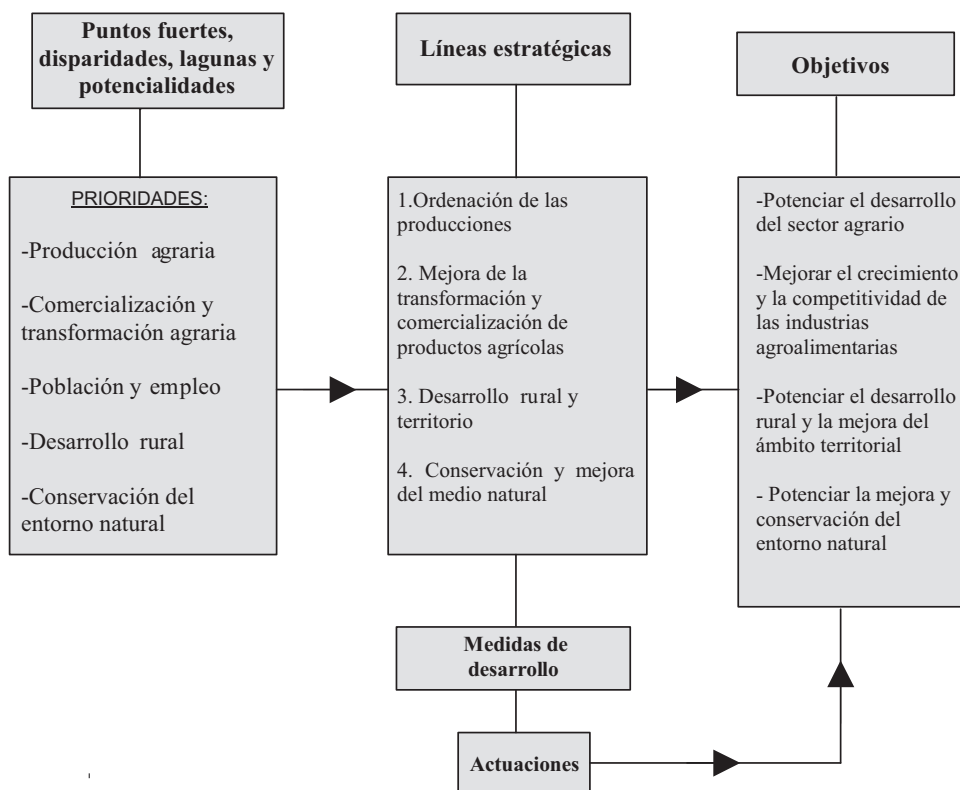 Puntos fuertes,
disparidades, lagunas y
potencialidades
Líneas estratégicas
Objetivos
PRIORIDADES:
-Producción agraria
-Comercialización y
transformación agraria
-Población y empleo
-Desarrollo rural
-Conservación del
entorno natural
1.Ordenación de las
producciones
2. Mejora de la
transformación y
comercialización de
productos agrícolas
3. Desarrollo rural y
territorio
4. Conservación y mejora
del medio natural
-Potenciar el desarrollo
del sector agrario
-Mejorar el crecimiento
y la competitividad de
las industrias
agroalimentarias
-Potenciar el desarrollo
rural y la mejora del
ámbito territorial
- Potenciar la mejora y
conservación del
entorno natural
Medidas de
desarrollo
Actuaciones